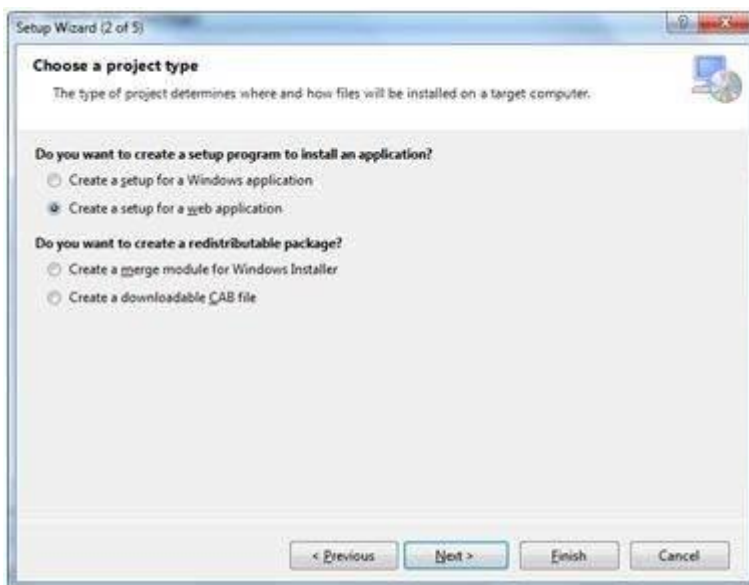 Setup Wizard (2 of 5)
Choose a project type
The type of project determines where and how files will be installed on a target computer.
Do you want to create a setup program to install an application?
Create a setup for a Windows application
Create a setup for a web application
Do you want to create a redistributable package?
Create a merge module for Windows Installer
Create a downloadable CAB file
< Previous
Next >
Finish
Cancel